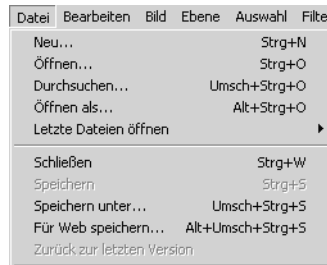 Datei Bearbeiten Bild Ebene Auswahl Filte
Neu... Strg+N
Öffnen... Strg+O
Durchsuchen... Umsch+Strg+O
Öffnen als... Alt+Strg+O
Letzte Dateien öffnen
Schließen Strg+W
Speichern Strg+S
Speichern unter... Umsch+Strg+S
Für Web speichern... Alt+Umsch+Strg+S
Zurück zur letzten Version